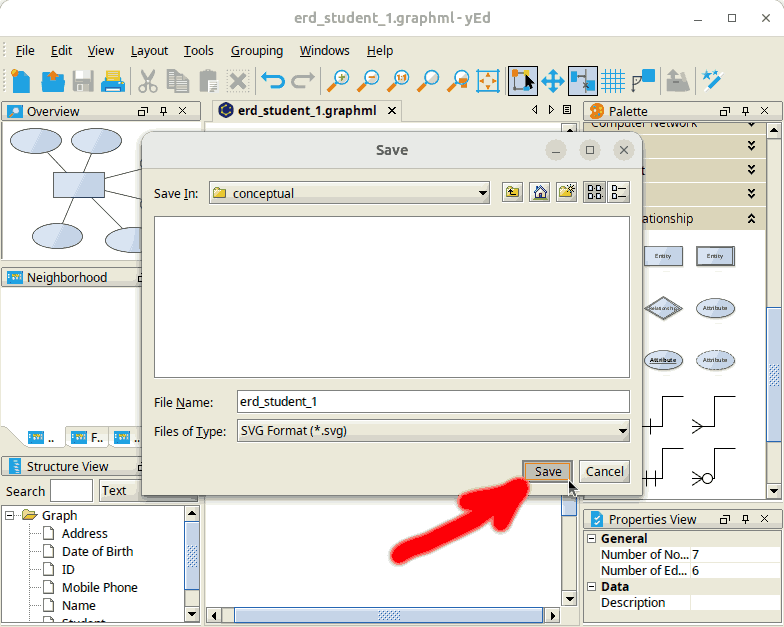 erd_student_1.graphml - yEd
File Edit View Layout Tools Grouping Windows Help
Overview
erd_student_1.graphml
Palette
Computer Network
Save
Save In: conceptual
t
ationship
Entity Entity
Relationship Attribute
Attribute Attribute
Neighborhood
File Name: erd_student_1
Files of Type: SVG Format (*.svg)
Save Cancel
.. F.. ..
Structure View
Search Text
Graph
Address
Date of Birth
ID
Mobile Phone
Name
Student
Properties View
General
Number of No... 7
Number of Ed... 6
Data
Description